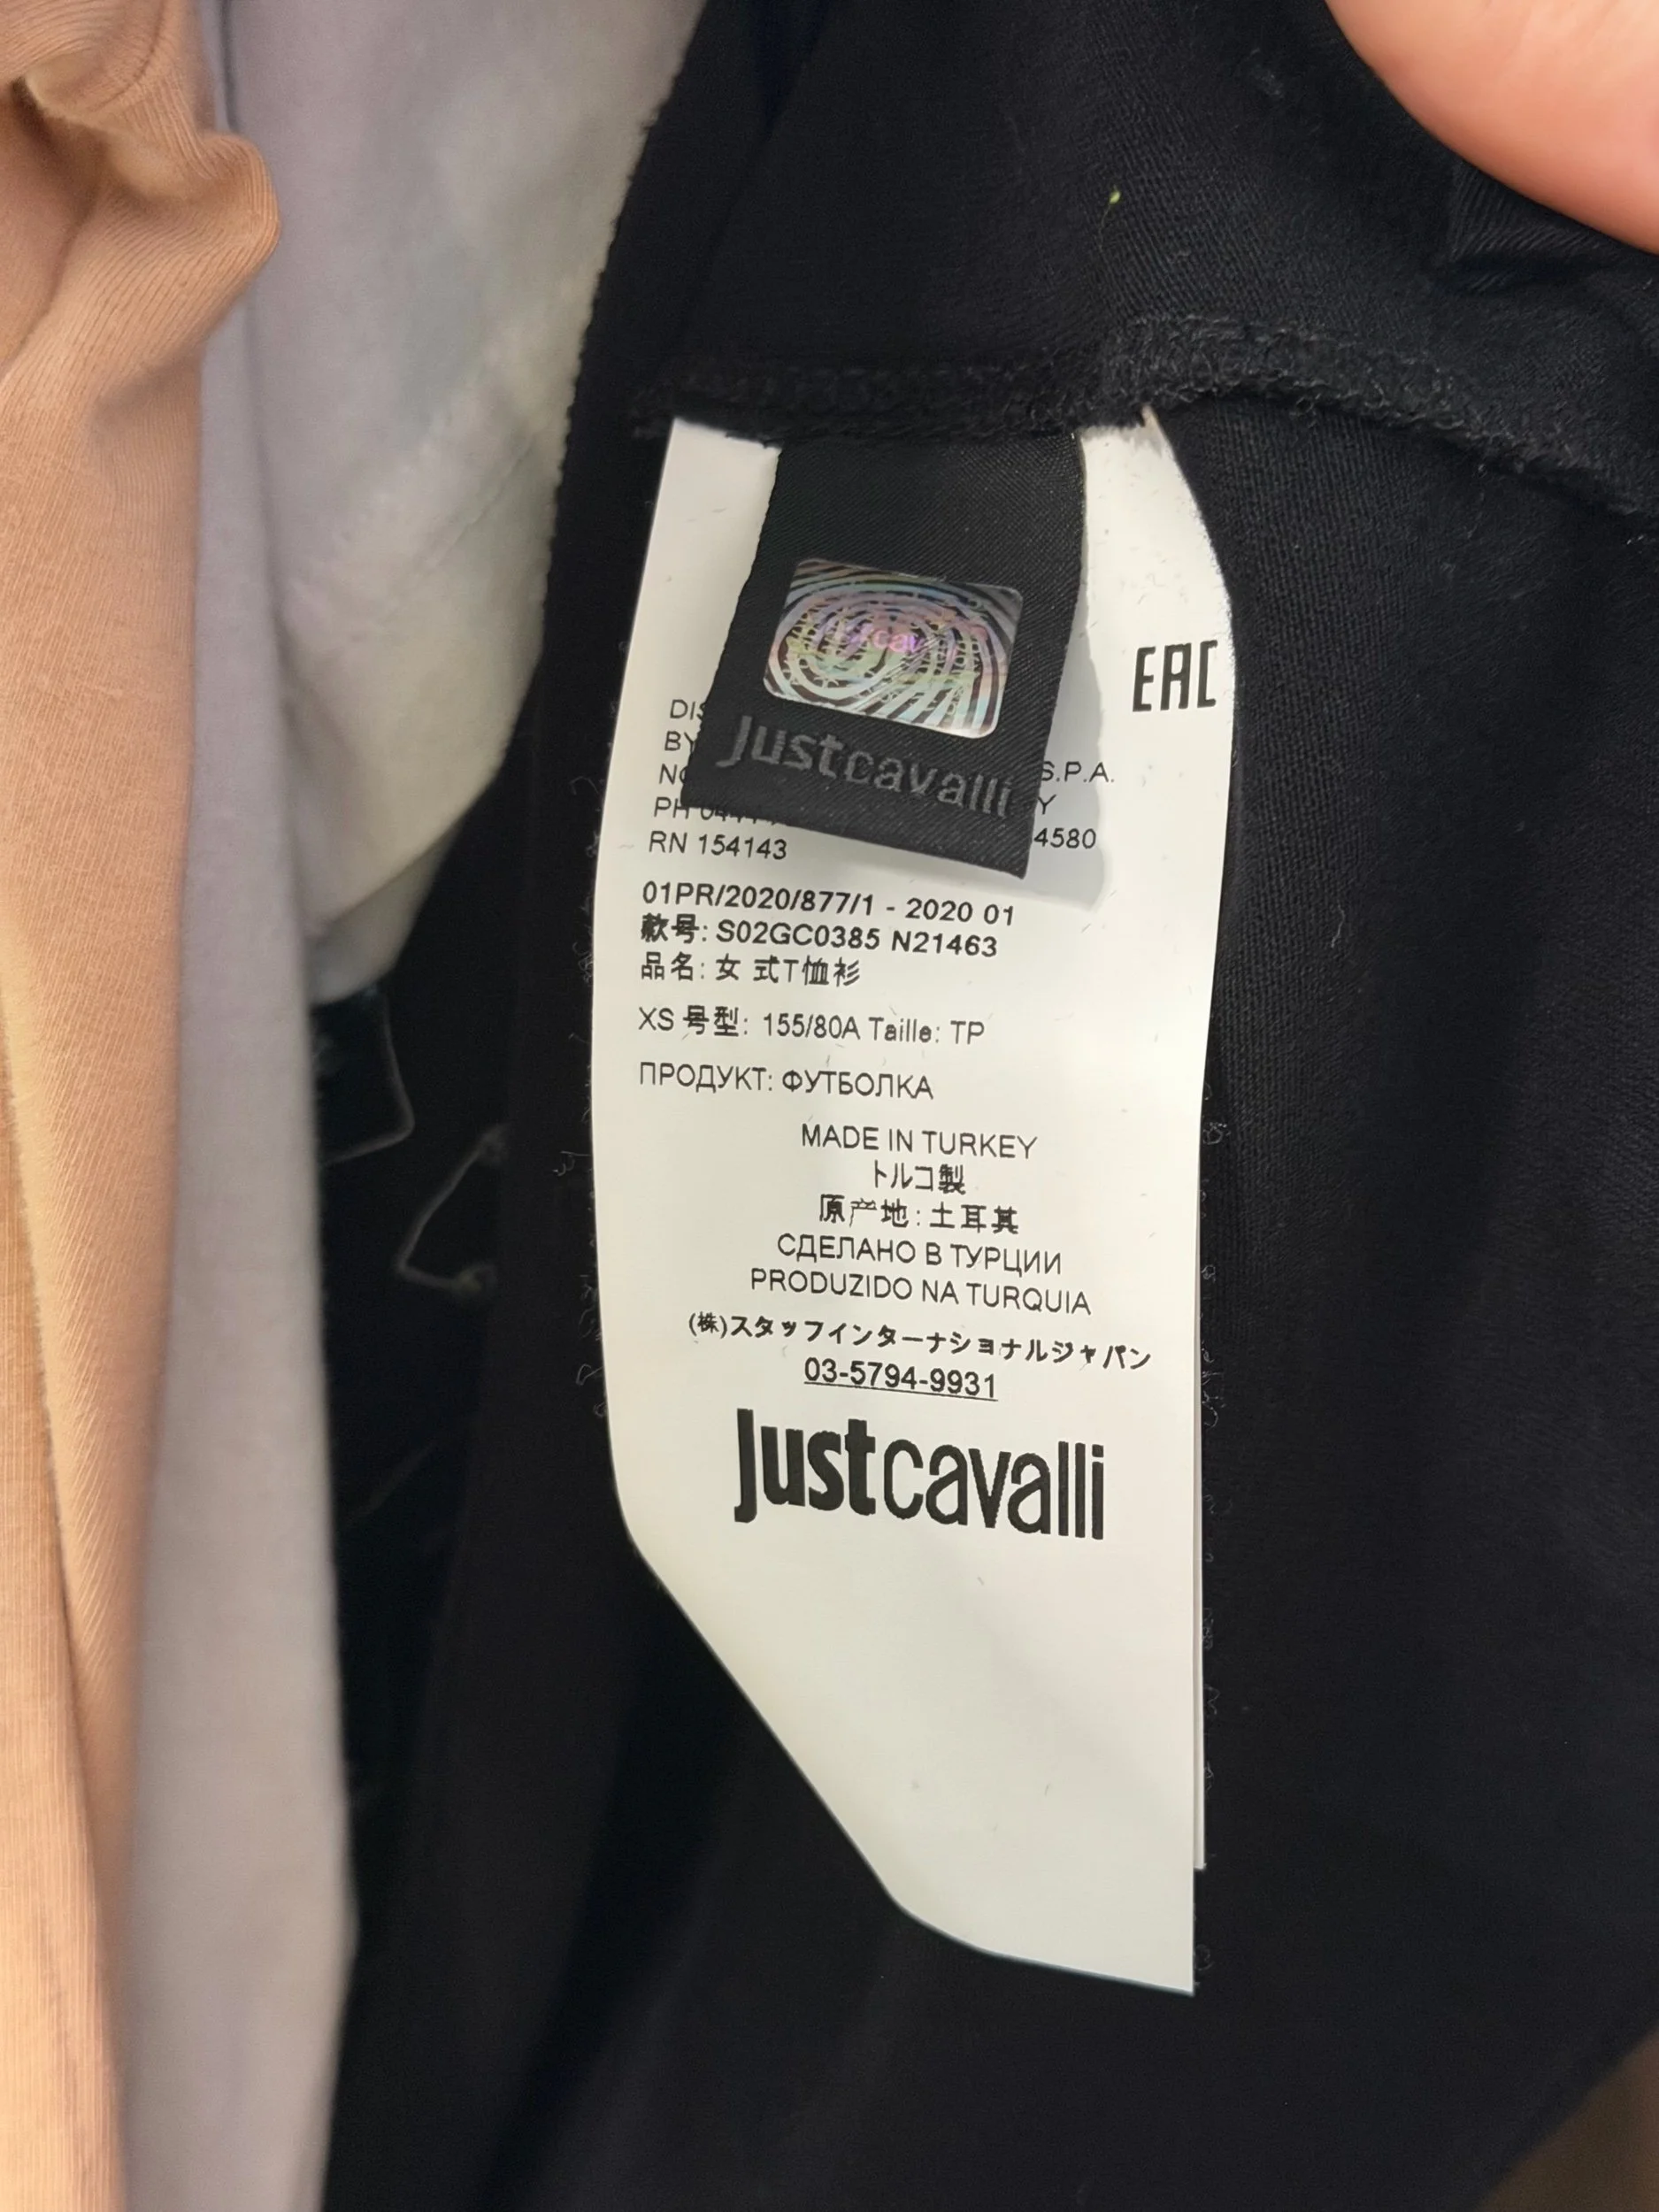 EAC
justcavalli
S.P.A.
RN 154143
4580
01PR/2020/877/1 - 2020 01
款号: S02GC0385 N21463
品名: 女 式T恤衫
XS 号型: 155/80A Taille: TP
ПРОДУКТ: ФУТБОЛКА
MADE IN TURKEY
トルコ製
原产地: 土耳其
СДЕЛАНО В ТУРЦИИ
PRODUZIDO NA TURQUIA
(株)スタッフインターナショナルジャパン
03-5794-9931
justcavalli